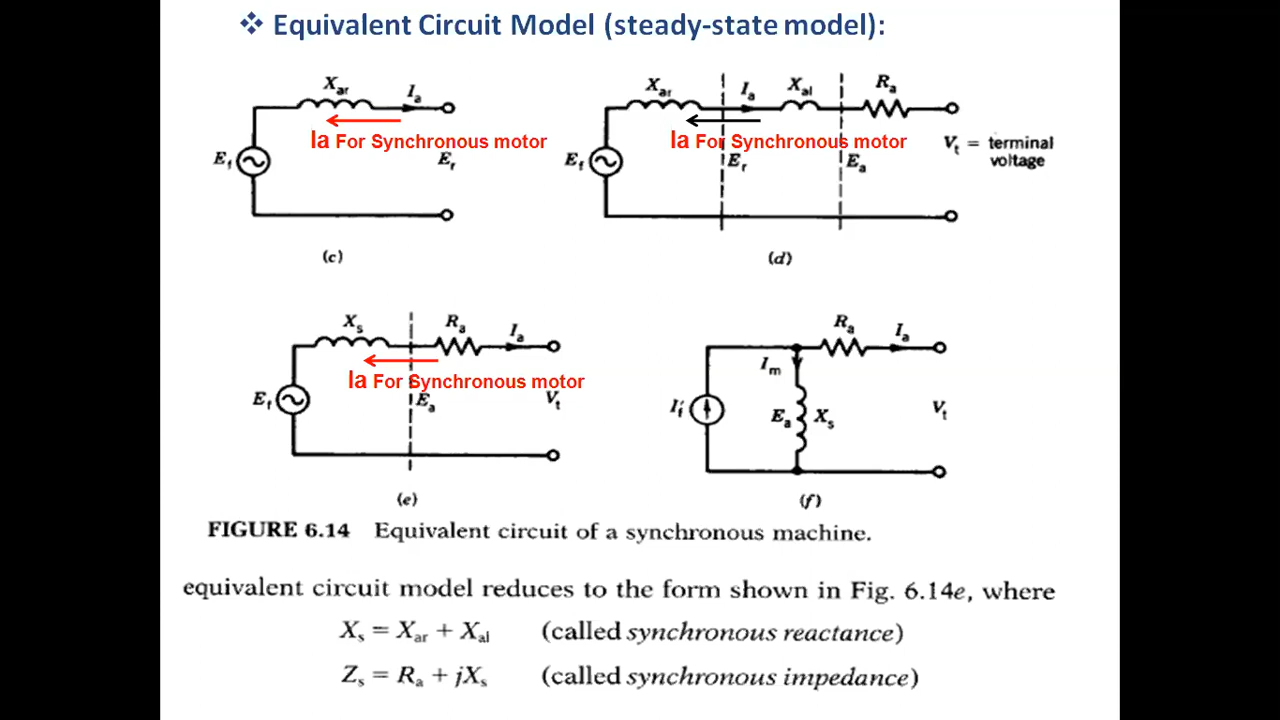 ❖ Equivalent Circuit Model (steady-state model):
Xar Ia
Ia For Synchronous motor
Ef Er
(c)
Xar Ia Xal Ra
Ia For Synchronous motor
Ef Er Ea
Vt = terminal
voltage
(d)
Xs Ra Ia
Ia For Synchronous motor
Ef Ea Vt
(e)
Ra Ia
Im
I'f Ea Xs Vt
(f)
FIGURE 6.14 Equivalent circuit of a synchronous machine.
equivalent circuit model reduces to the form shown in Fig. 6.14e, where
Xs = Xar + Xal (called synchronous reactance)
Zs = Ra + jXs (called synchronous impedance)